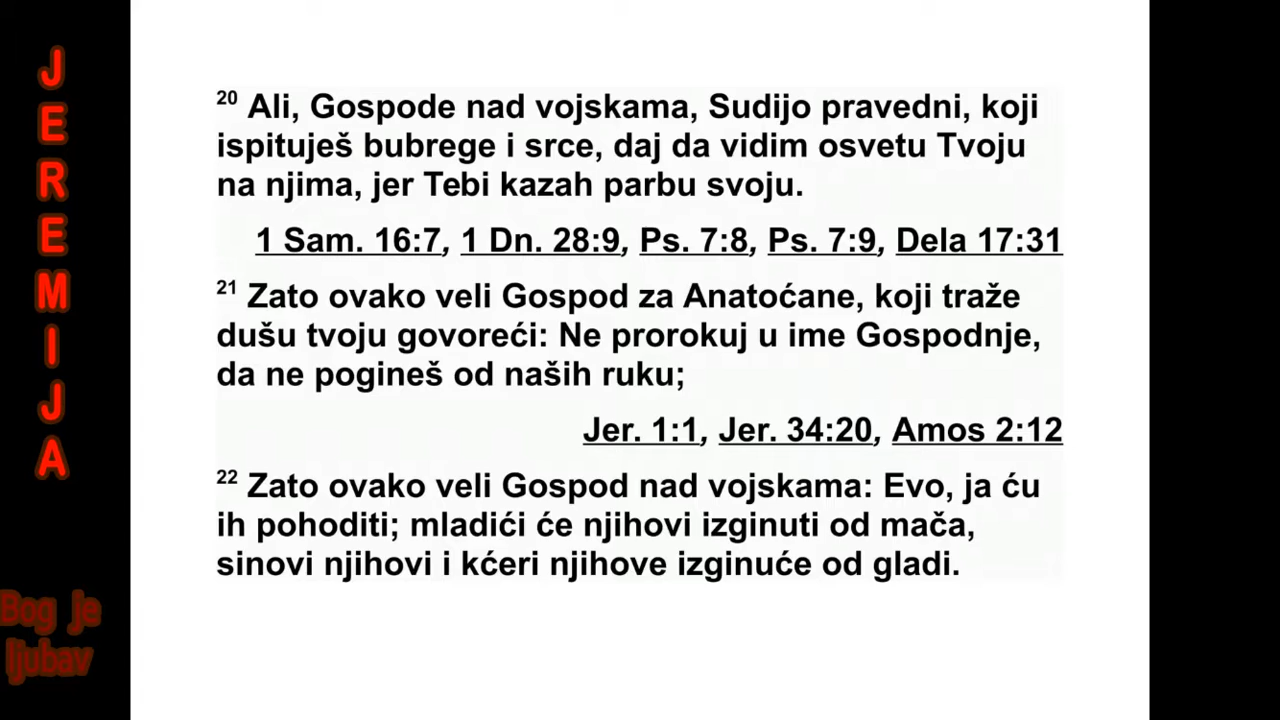 J
E
R
E
M
I
J
A
Bog je
ljubav
20 Ali, Gospode nad vojskama, Sudijo pravedni, koji
ispituješ bubrege i srce, daj da vidim osvetu Tvoju
na njima, jer Tebi kazah parbu svoju.
1 Sam. 16:7, 1 Dn. 28:9, Ps. 7:8, Ps. 7:9, Dela 17:31
21 Zato ovako veli Gospod za Anatoćane, koji traže
dušu tvoju govoreći: Ne prorokuj u ime Gospodnje,
da ne pogineš od naših ruku;
Jer. 1:1, Jer. 34:20, Amos 2:12
22 Zato ovako veli Gospod nad vojskama: Evo, ja ću
ih pohoditi; mladići će njihovi izginuti od mača,
sinovi njihovi i kćeri njihove izginuće od gladi.